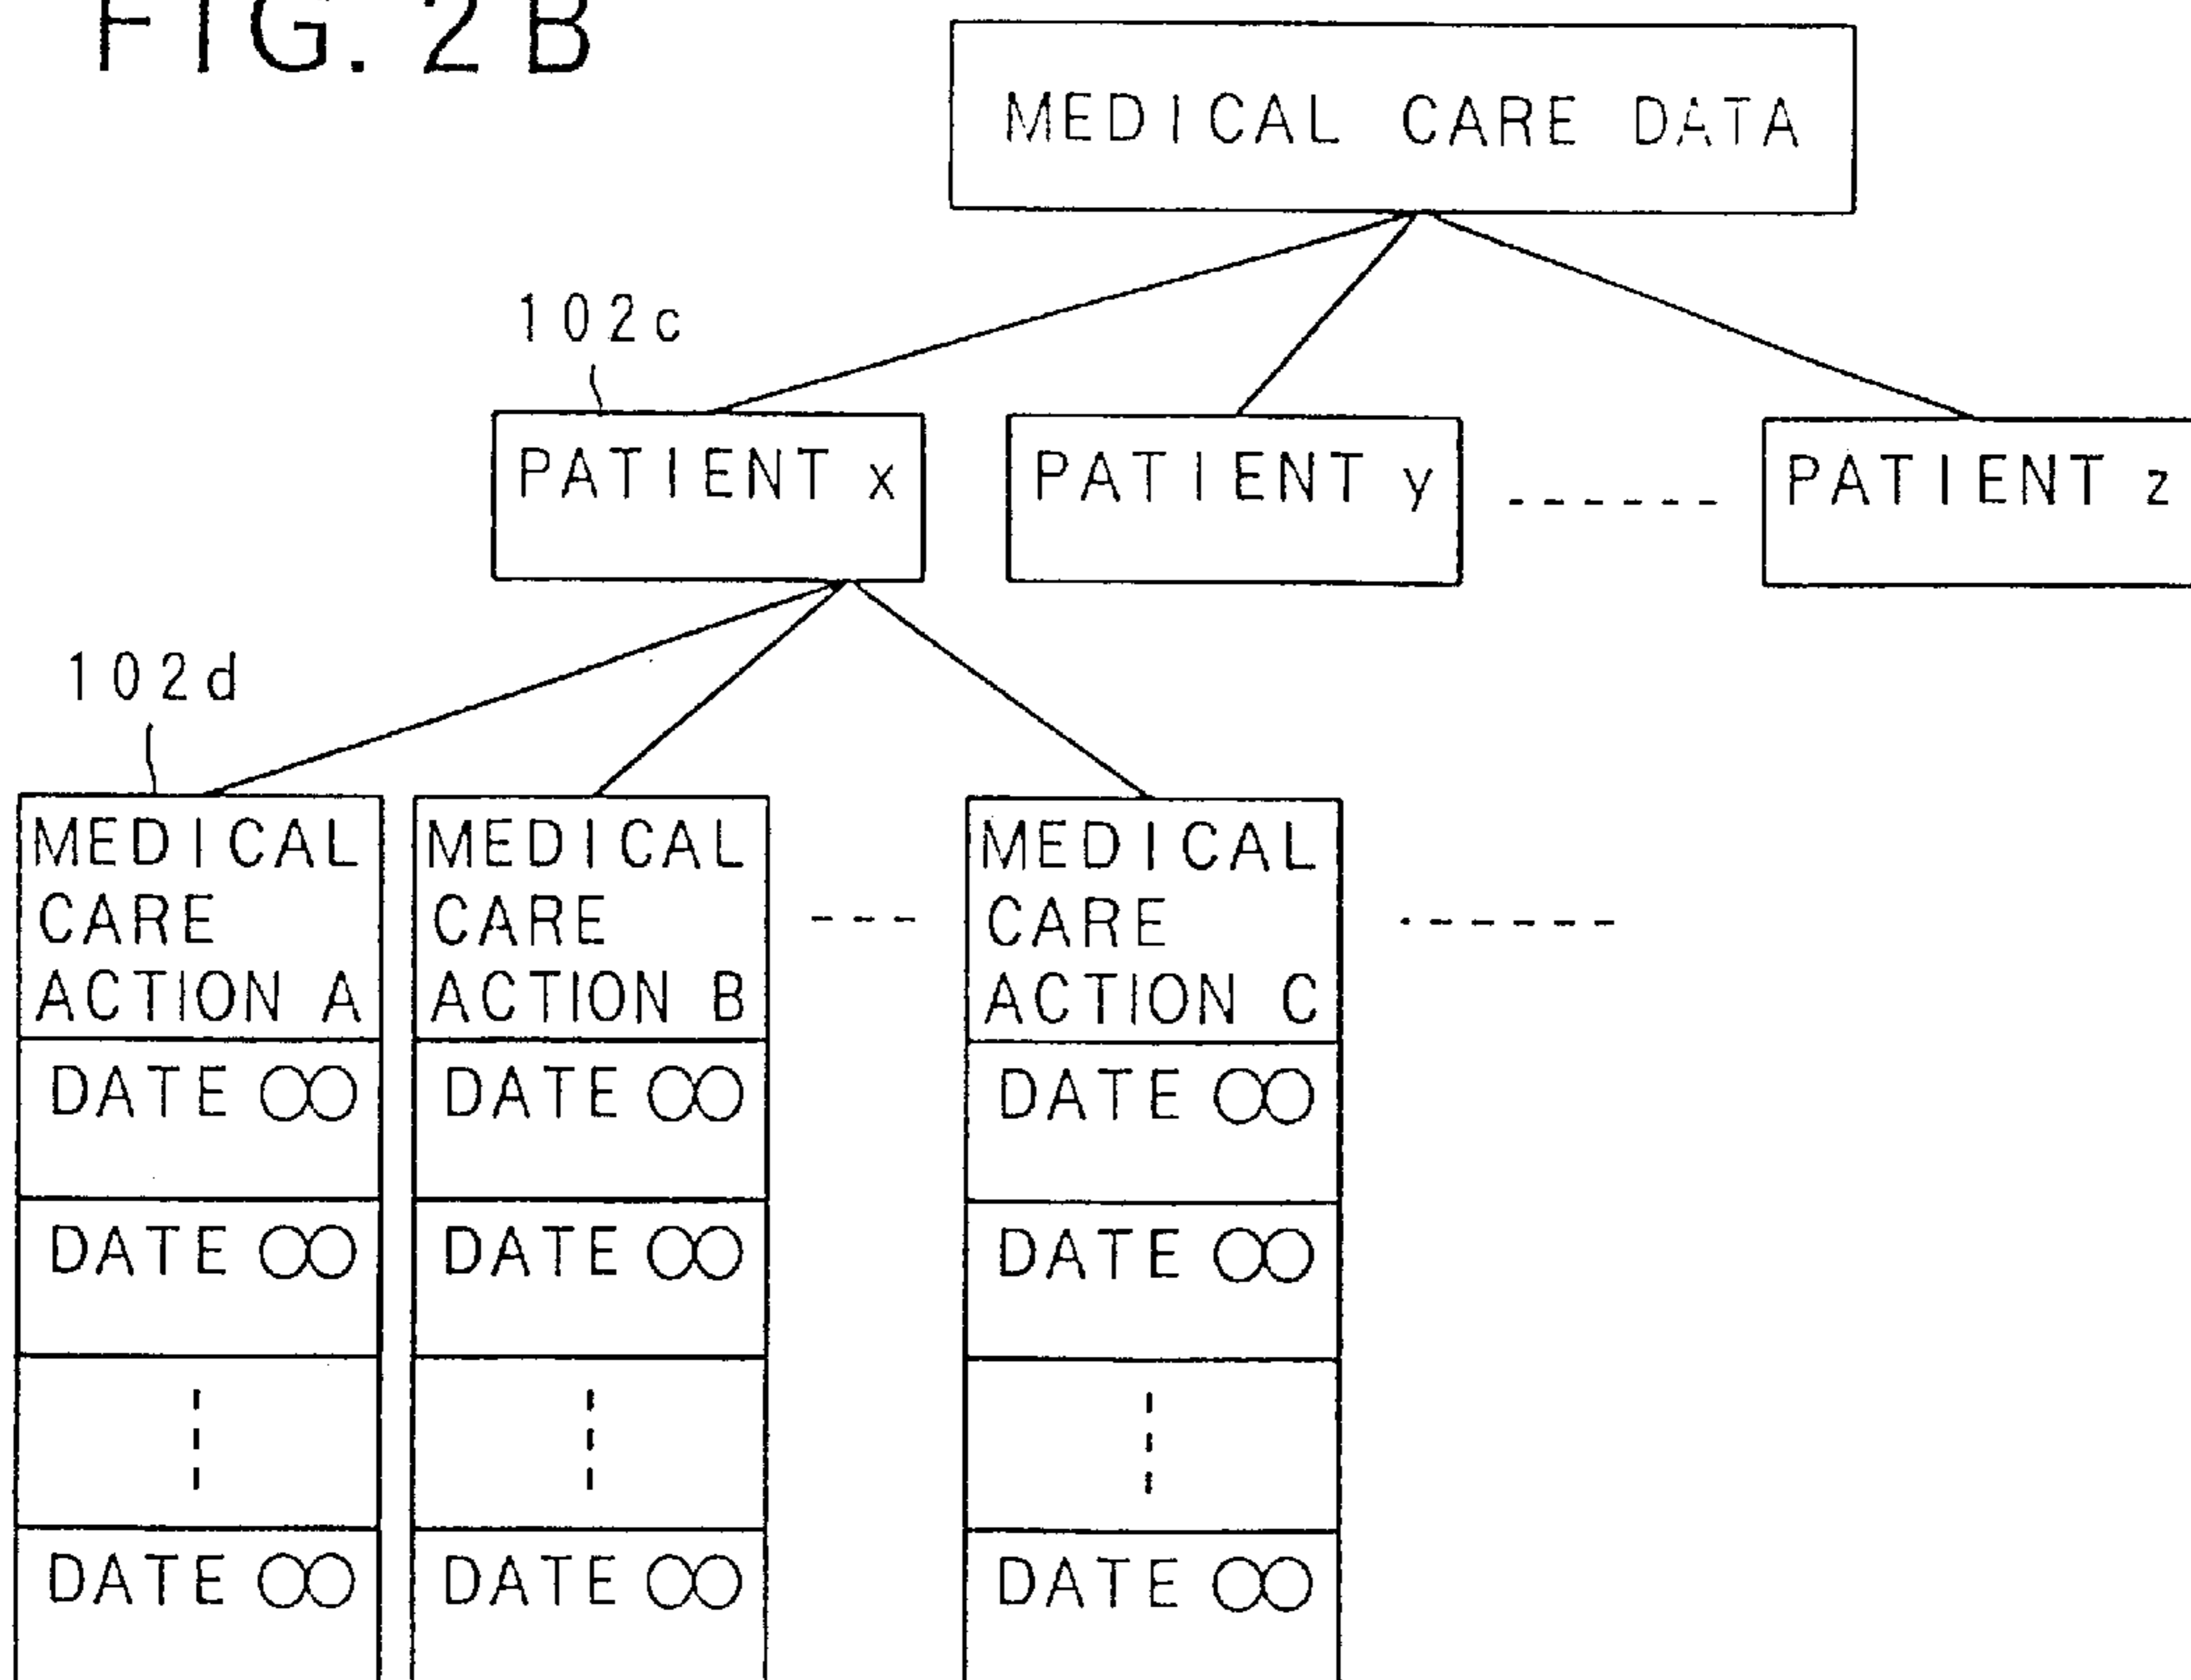 FIG. 2B
MEDICAL CARE DATA
102c
PATIENT x
PATIENT y
PATIENT z
102d
MEDICAL
CARE
ACTION A
MEDICAL
CARE
ACTION B
MEDICAL
CARE
ACTION C
DATE ○○
DATE ○○
DATE ○○
DATE ○○
DATE ○○
DATE ○○
DATE ○○
DATE ○○
DATE ○○